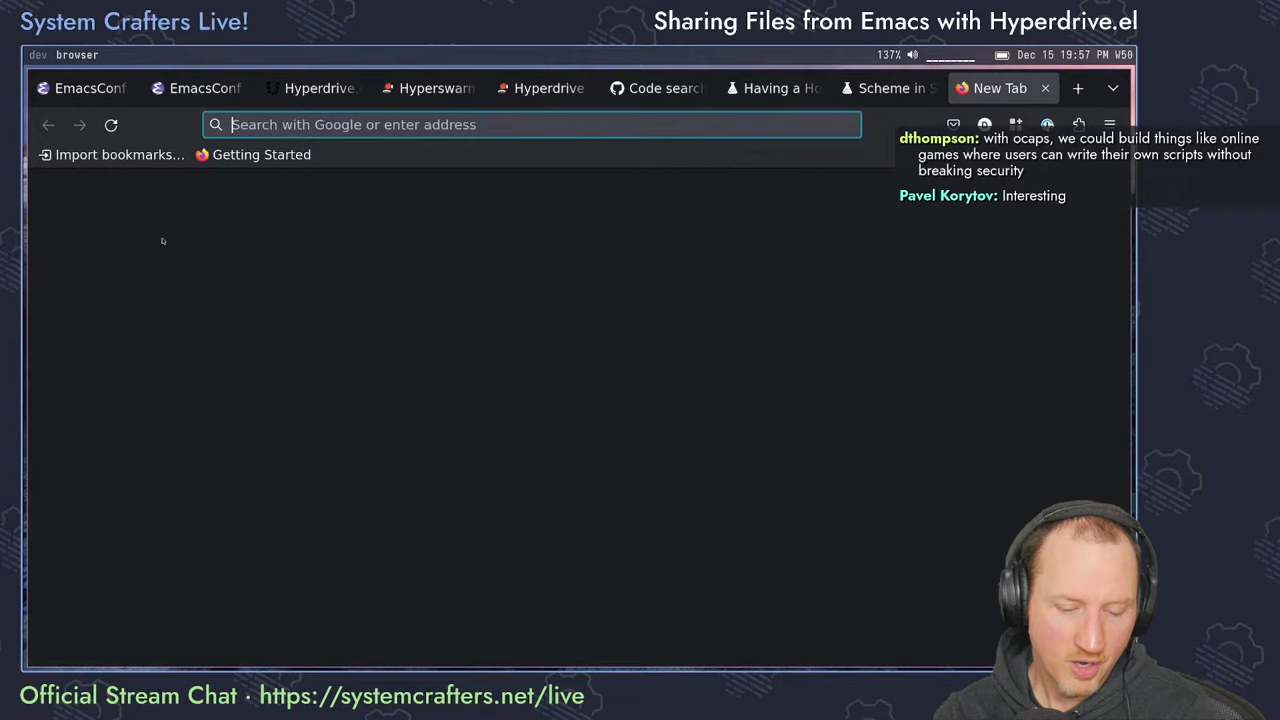 System Crafters Live!
Sharing Files from Emacs with Hyperdrive.el
dev browser
137% Dec 15 19:57 PM W50
EmacsConf
EmacsConf
Hyperdrive.
Hyperswarm
Hyperdrive
Code search
Having a Ho
Scheme in S
New Tab
Search with Google or enter address
Import bookmarks...
Getting Started
dthompson: with ocaps, we could build things like online
games where users can write their own scripts without
breaking security
Pavel Korytov: Interesting
Official Stream Chat · https://systemcrafters.net/live